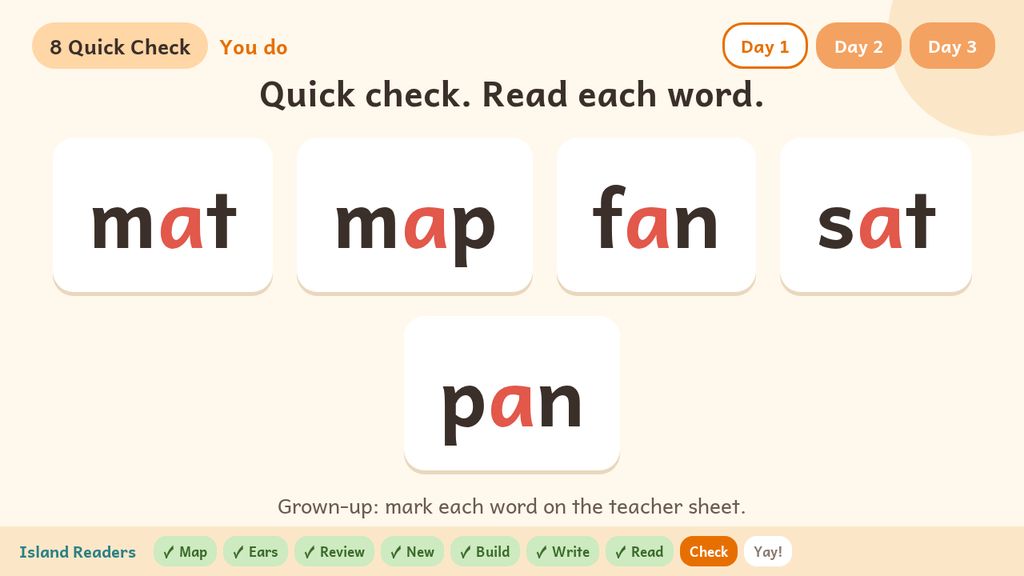 8 Quick Check You do Day 1 Day 2 Day 3
Quick check. Read each word.
mat map fan sat
pan
Grown-up: mark each word on the teacher sheet.
Island Readers ✓ Map ✓ Ears ✓ Review ✓ New ✓ Build ✓ Write ✓ Read Check Yay!